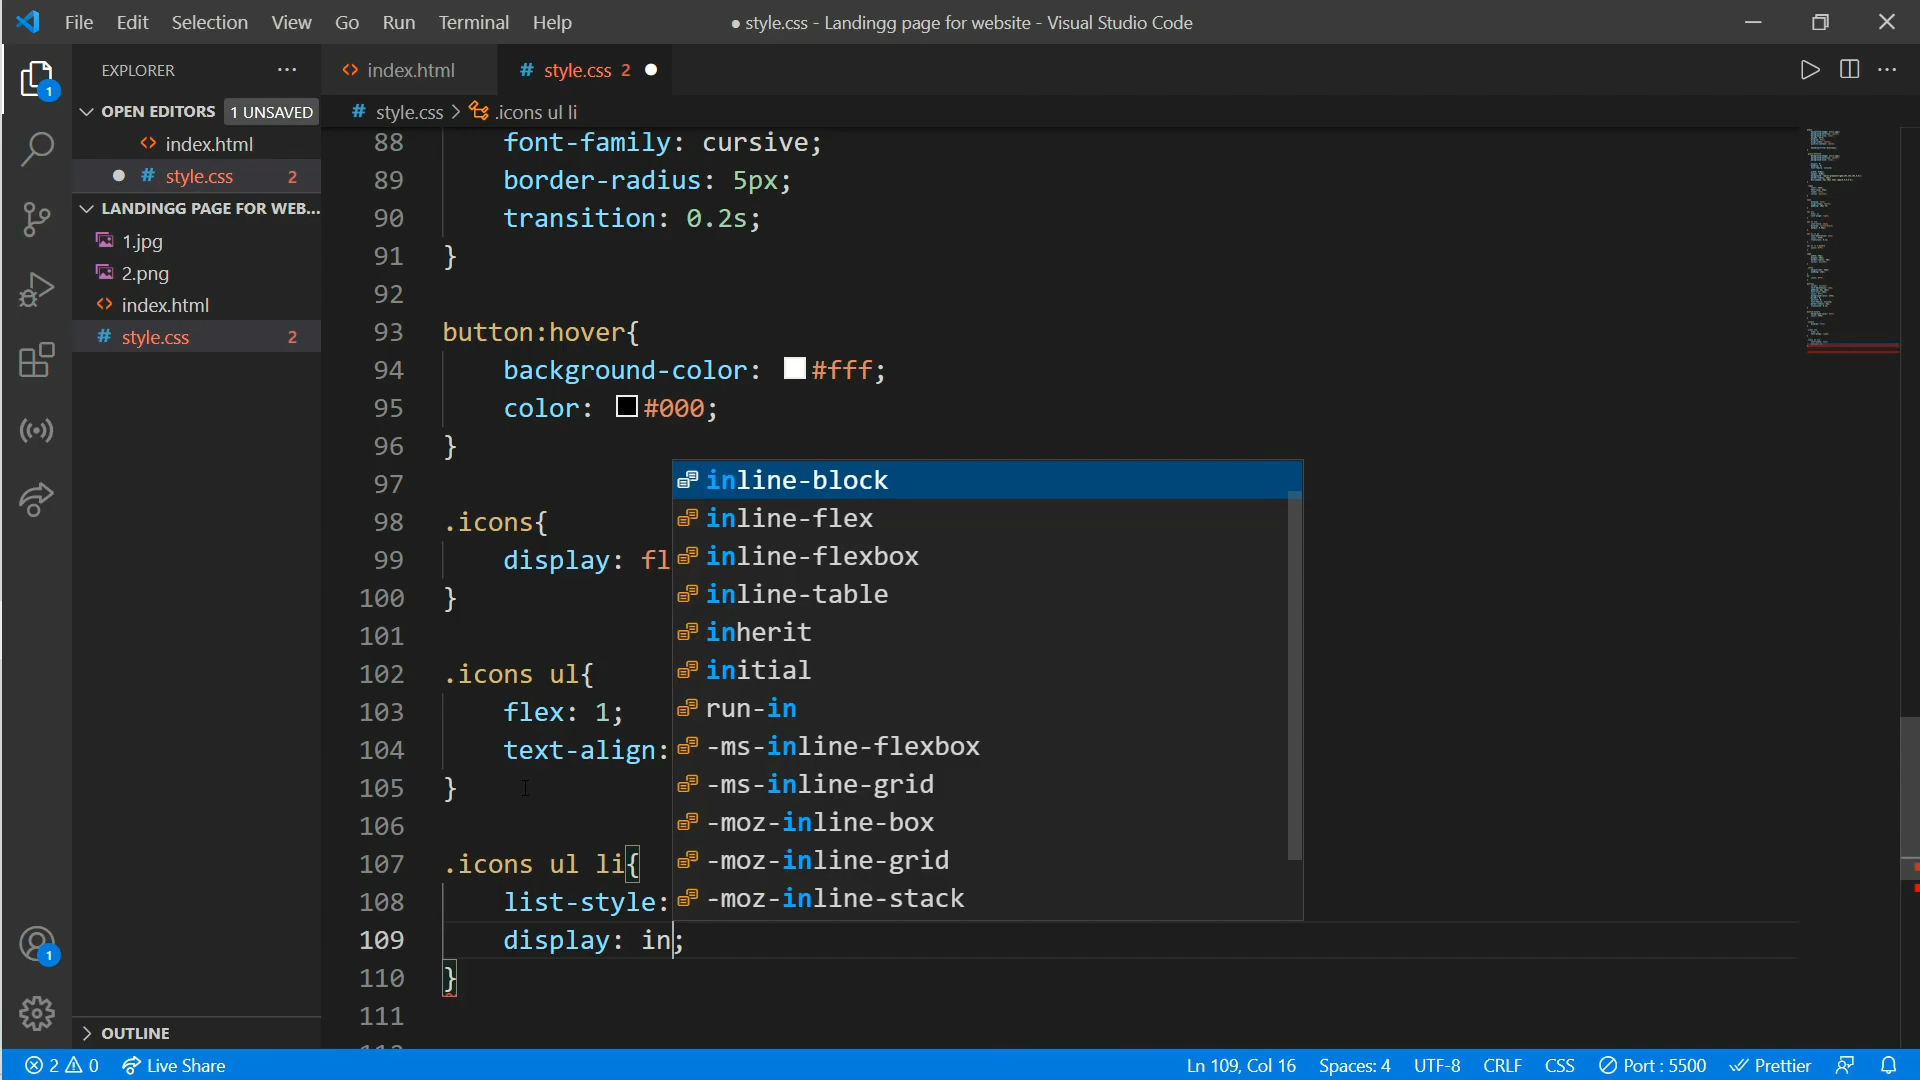 File Edit Selection View Go Run Terminal Help
● style.css - Landingg page for website - Visual Studio Code
EXPLORER
OPEN EDITORS 1 UNSAVED
index.html
style.css 2
LANDINGG PAGE FOR WEB...
1.jpg
2.png
index.html
style.css 2
OUTLINE
1
1
index.html
style.css 2
style.css > .icons ul li
88 font-family: cursive;
89 border-radius: 5px;
90 transition: 0.2s;
91 }
92
93 button:hover{
94 background-color: #fff;
95 color: #000;
96 }
97
98 .icons{
99 display: fl
100 }
101
102 .icons ul{
103 flex: 1;
104 text-align:
105 }
106
107 .icons ul li{
108 list-style:
109 display: in;
110 }
111
inline-block
inline-flex
inline-flexbox
inline-table
inherit
initial
run-in
-ms-inline-flexbox
-ms-inline-grid
-moz-inline-box
-moz-inline-grid
-moz-inline-stack
2 0 Live Share
Ln 109, Col 16 Spaces: 4 UTF-8 CRLF CSS Port : 5500 Prettier